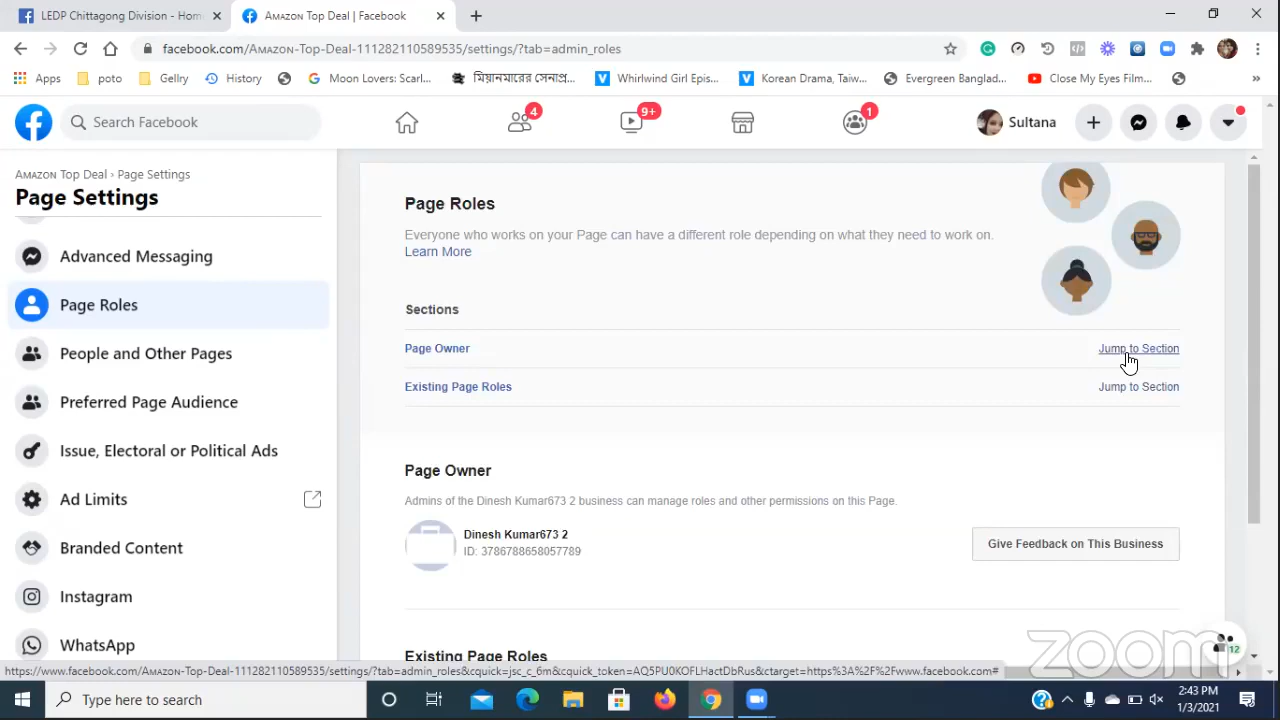 LEDP Chittagong Division - Hom
Amazon Top Deal | Facebook
facebook.com/Amazon-Top-Deal-111282110589535/settings/?tab=admin_roles
Apps
poto
Gellry
History
Moon Lovers: Scarl...
মিয়ানমারের সেনাপ্র...
Whirlwind Girl Epis...
Korean Drama, Taiw...
Evergreen Banglad...
Close My Eyes Film...
»
Search Facebook
4
9+
1
Sultana
Amazon Top Deal › Page Settings
Page Settings
Advanced Messaging
Page Roles
People and Other Pages
Preferred Page Audience
Issue, Electoral or Political Ads
Ad Limits
Branded Content
Instagram
WhatsApp
Page Roles
Everyone who works on your Page can have a different role depending on what they need to work on.
Learn More
Sections
Page Owner Jump to Section
Existing Page Roles Jump to Section
Page Owner
Admins of the Dinesh Kumar673 2 business can manage roles and other permissions on this Page.
Dinesh Kumar673 2
ID: 3786788658057789
Give Feedback on This Business
Existing Page Roles
zoom
12
https://www.facebook.com/Amazon-Top-Deal-111282110589535/settings/?tab=admin_roles&cquick=jsc_c_6m&cquick_token=AQ5PU0KOFLHactDbRus&ctarget=https%3A%2F%2Fwww.facebook.com#
Type here to search
2:43 PM
1/3/2021